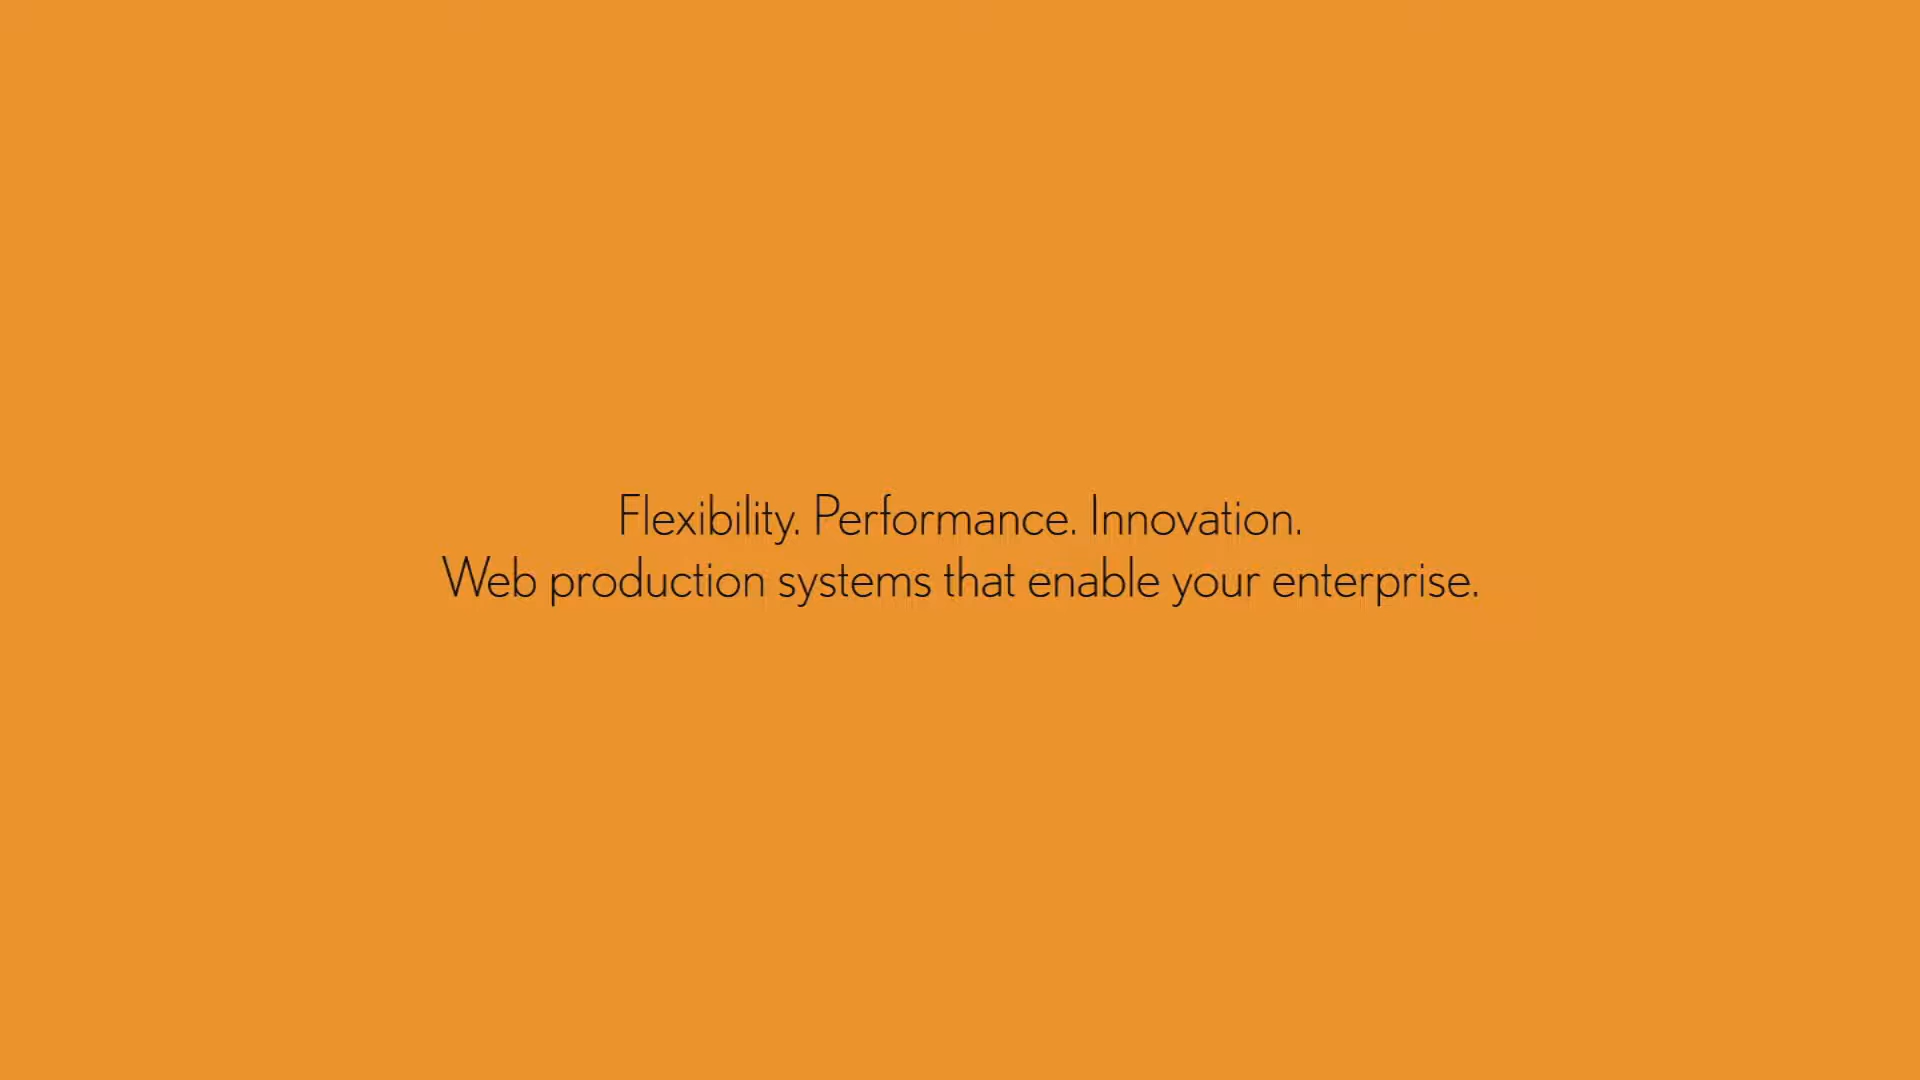 Flexibility. Performance. Innovation.
Web production systems that enable your enterprise.